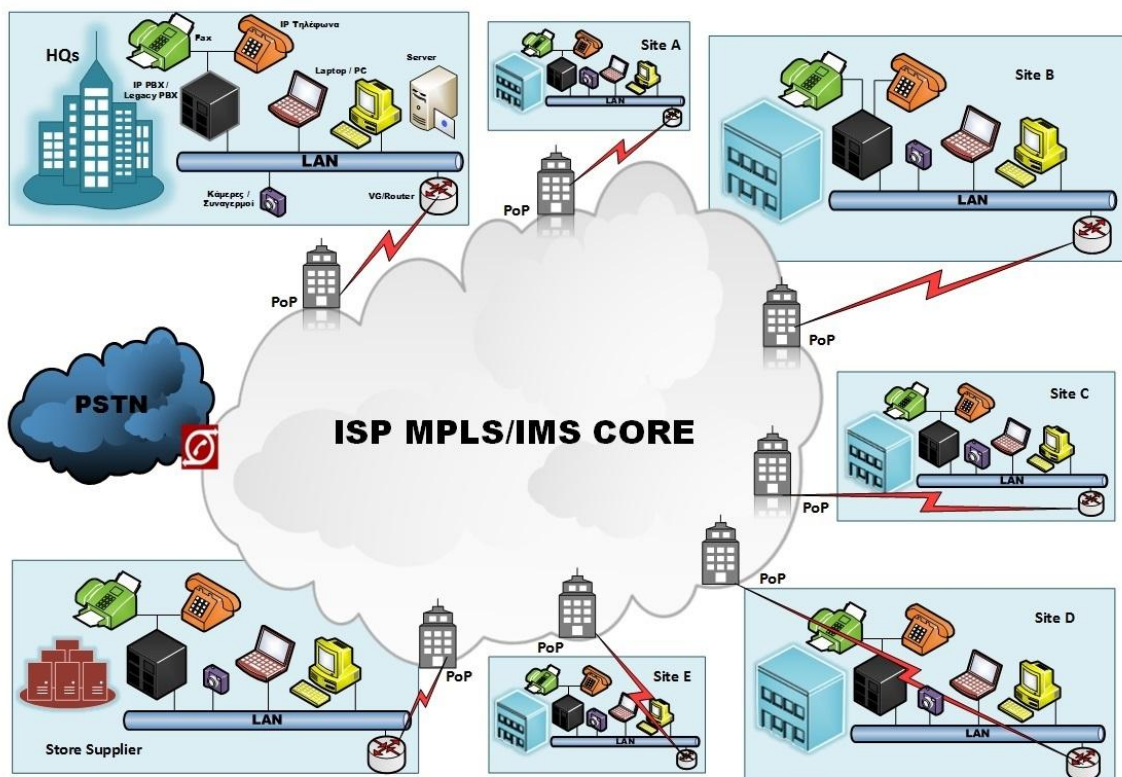 HQs
Fax
IP Τηλέφωνα
IP PBX /
Legacy PBX
Laptop / PC
Server
LAN
Κάμερες /
Συναγερμοί
VG/Router
Site A
LAN
Site B
LAN
PoP
PoP
PoP
PSTN
ISP MPLS/IMS CORE
Site C
LAN
PoP
PoP
Site D
LAN
Store Supplier
LAN
PoP
PoP
Site E
LAN